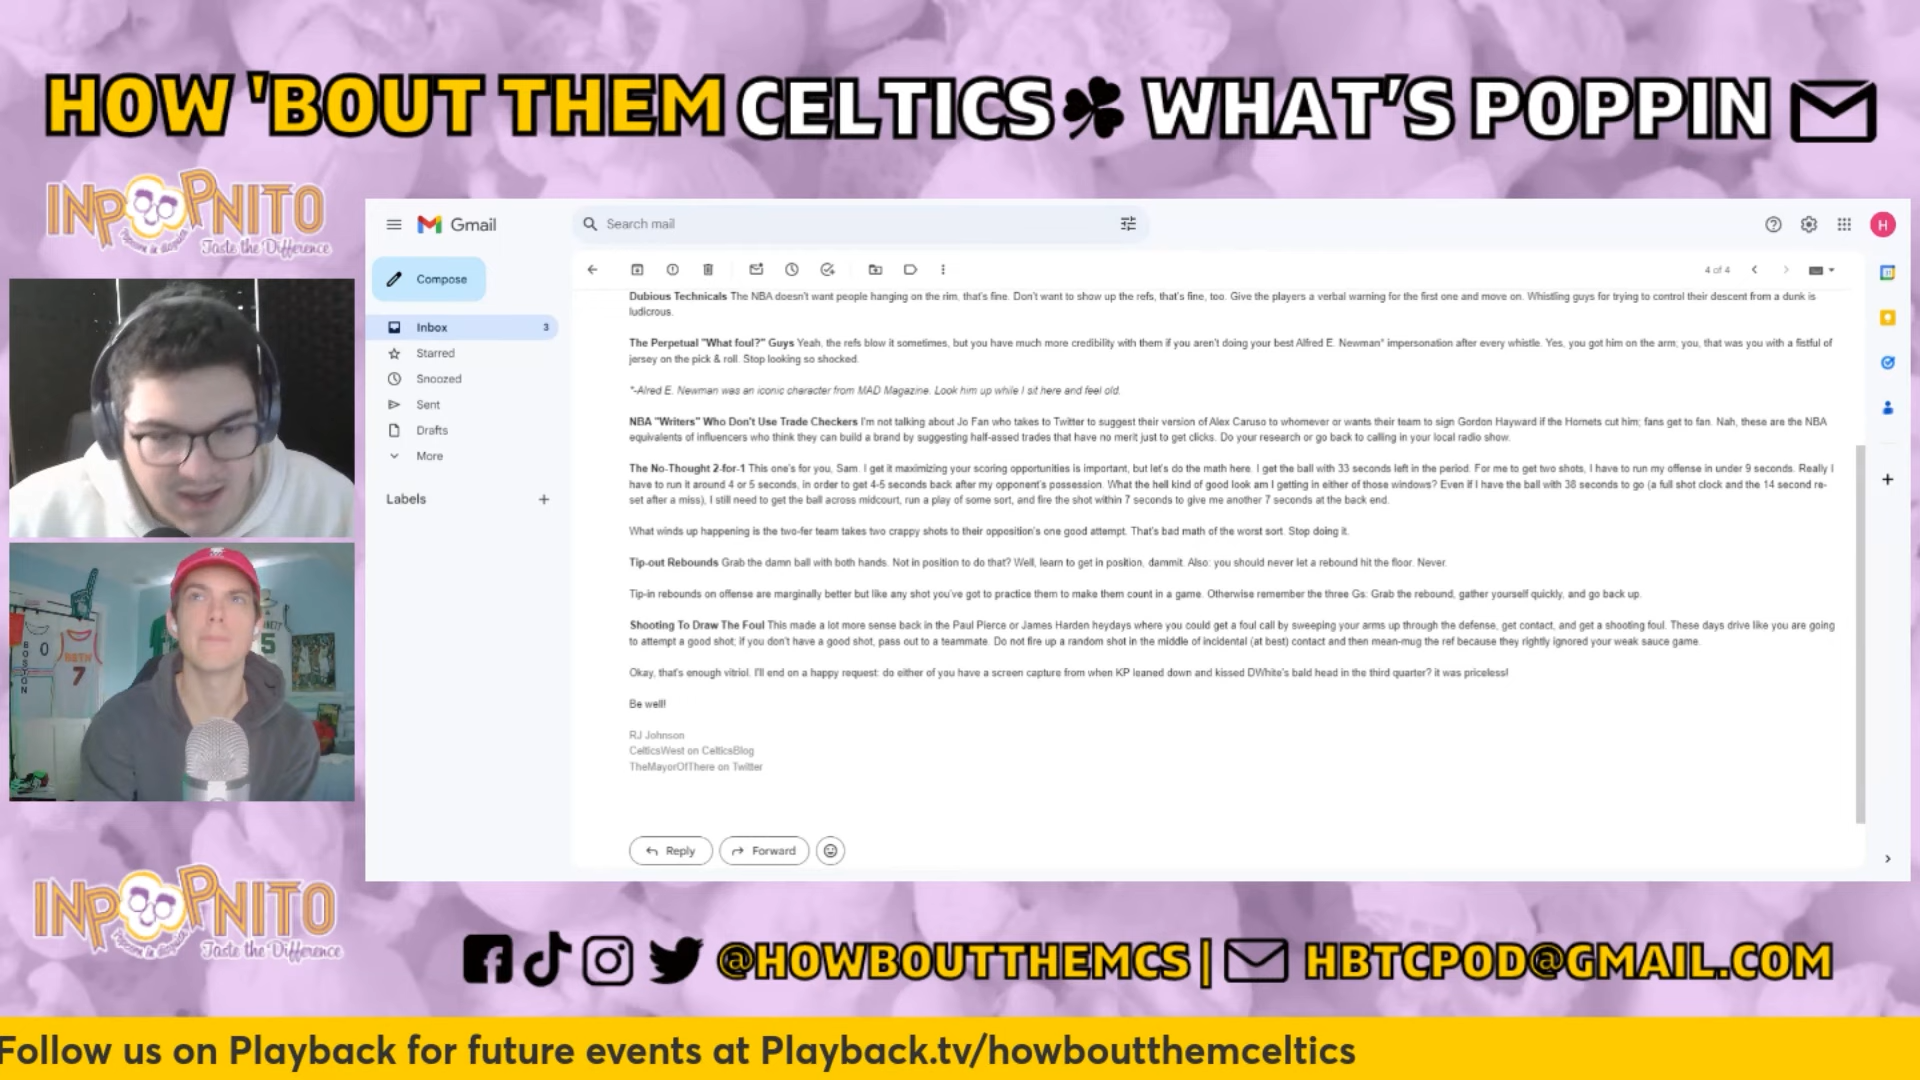 HOW 'BOUT THEM CELTICS WHAT'S POPPIN
INPOPNITO
Taste the Difference
Gmail
Search mail
H
Compose
4 of 4
Inbox 3
Starred
Snoozed
Sent
Drafts
More
Labels
Dubious Technicals The NBA doesn't want people hanging on the rim, that's fine. Don't want to show up the refs, that's fine, too. Give the players a verbal warning for the first one and move on. Whistling guys for trying to control their descent from a dunk is
ludicrous.
The Perpetual "What foul?" Guys Yeah, the refs blow it sometimes, but you have much more credibility with them if you aren't doing your best Alfred E. Newman* impersonation after every whistle. Yes, you got him on the arm; you, that was you with a fistful of
jersey on the pick & roll. Stop looking so shocked.
*-Alred E. Newman was an iconic character from MAD Magazine. Look him up while I sit here and feel old.
NBA "Writers" Who Don't Use Trade Checkers I'm not talking about Jo Fan who takes to Twitter to suggest their version of Alex Caruso to whomever or wants their team to sign Gordon Hayward if the Hornets cut him; fans get to fan. Nah, these are the NBA
equivalents of influencers who think they can build a brand by suggesting half-assed trades that have no merit just to get clicks. Do your research or go back to calling in your local radio show.
The No-Thought 2-for-1 This one's for you, Sam. I get it maximizing your scoring opportunities is important, but let's do the math here. I get the ball with 33 seconds left in the period. For me to get two shots, I have to run my offense in under 9 seconds. Really I
have to run it around 4 or 5 seconds, in order to get 4-5 seconds back after my opponent's possession. What the hell kind of good look am I getting in either of those windows? Even if I have the ball with 38 seconds to go (a full shot clock and the 14 second re-
set after a miss), I still need to get the ball across midcourt, run a play of some sort, and fire the shot within 7 seconds to give me another 7 seconds at the back end.
What winds up happening is the two-fer team takes two crappy shots to their opposition's one good attempt. That's bad math of the worst sort. Stop doing it.
Tip-out Rebounds Grab the damn ball with both hands. Not in position to do that? Well, learn to get in position, dammit. Also: you should never let a rebound hit the floor. Never.
Tip-in rebounds on offense are marginally better but like any shot you've got to practice them to make them count in a game. Otherwise remember the three Gs: Grab the rebound, gather yourself quickly, and go back up.
Shooting To Draw The Foul This made a lot more sense back in the Paul Pierce or James Harden heydays where you could get a foul call by sweeping your arms up through the defense, get contact, and get a shooting foul. These days drive like you are going
to attempt a good shot; if you don't have a good shot, pass out to a teammate. Do not fire up a random shot in the middle of incidental (at best) contact and then mean-mug the ref because they rightly ignored your weak sauce game.
Okay, that's enough vitriol. I'll end on a happy request: do either of you have a screen capture from when KP leaned down and kissed DWhite's bald head in the third quarter? it was priceless!
Be well!
RJ Johnson
CelticsWest on CelticsBlog
TheMayorOfThere on Twitter
Reply
Forward
BOSTON
0
7
5
INPOPNITO
Taste the Difference
@HOWBOUTTHEMCS | HBTCPOD@GMAIL.COM
Follow us on Playback for future events at Playback.tv/howboutthemceltics